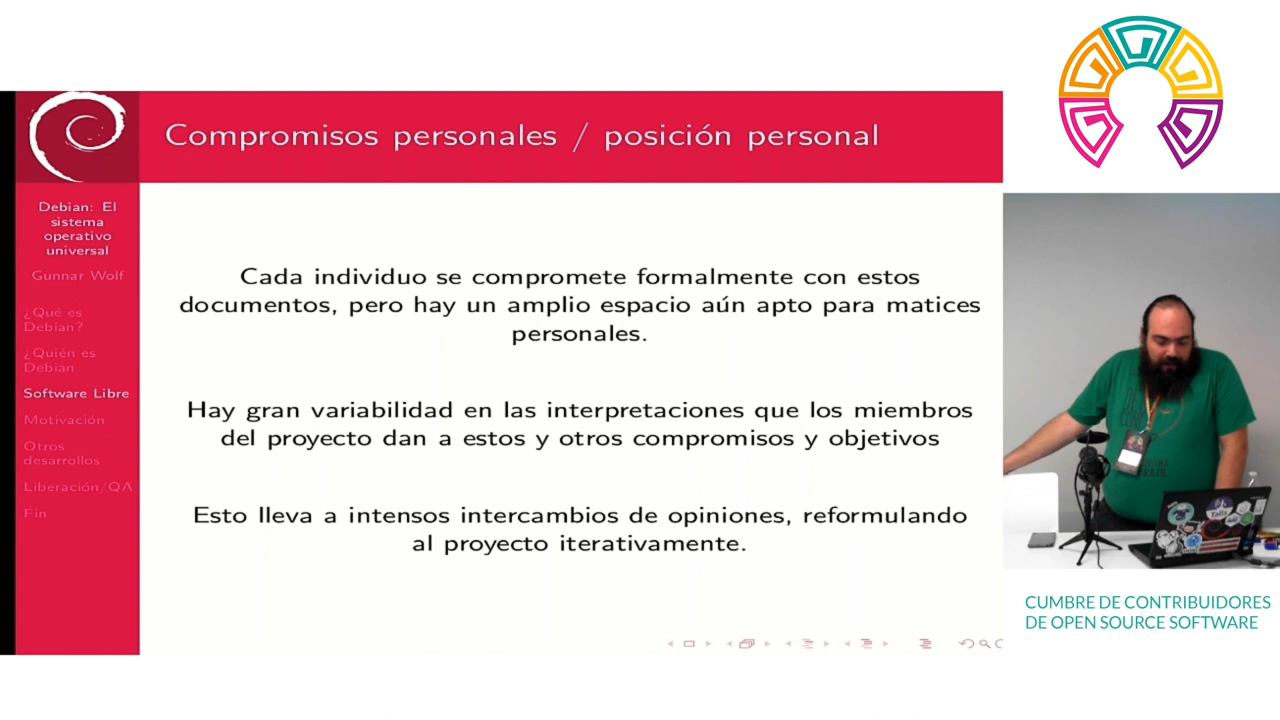 Compromisos personales / posición personal
Debian: El
sistema
operativo
universal
Gunnar Wolf
¿Qué es
Debian?
¿Quién es
Debian
Software Libre
Motivación
Otros
desarrollos
Liberación/QA
Fin
Cada individuo se compromete formalmente con estos
documentos, pero hay un amplio espacio aún apto para matices
personales.
Hay gran variabilidad en las interpretaciones que los miembros
del proyecto dan a estos y otros compromisos y objetivos
Esto lleva a intensos intercambios de opiniones, reformulando
al proyecto iterativamente.
CUMBRE DE CONTRIBUIDORES
DE OPEN SOURCE SOFTWARE